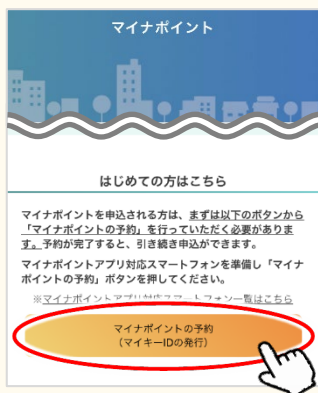 マイナポイント
はじめての方はこちら
マイナポイントを申込される方は、まずは以下のボタンから
「マイナポイントの予約」を行っていただく必要がありま
す。予約が完了すると、引き続き申込ができます。
マイナポイントアプリ対応スマートフォンを準備し「マイナ
ポイントの予約」ボタンを押してください。
※マイナポイントアプリ対応スマートフォン一覧はこちら
マイナポイントの予約
（マイキーIDの発行）